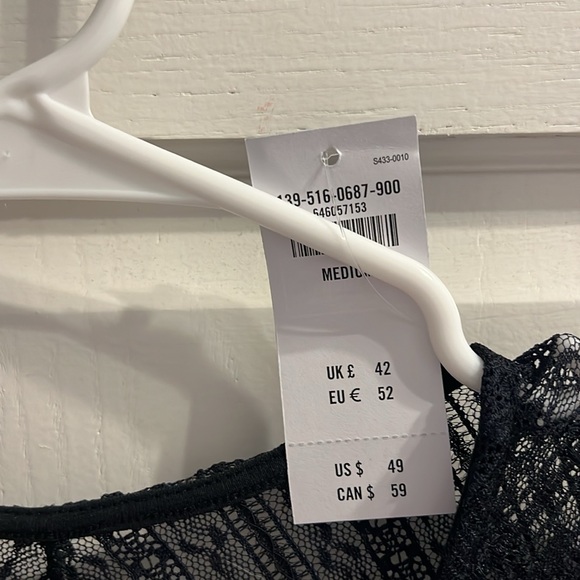 S433-0010
139-516-0687-900
646057153
UK £ 42
EU € 52
US $ 49
CAN $ 59